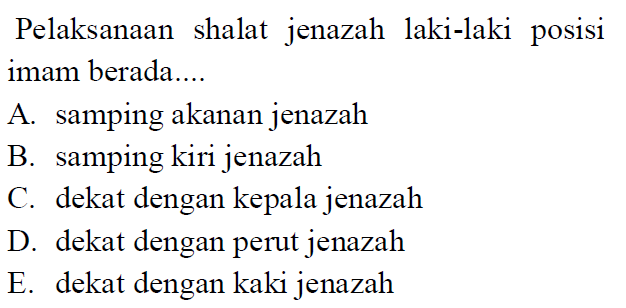 Pelaksanaan shalat jenazah laki-laki posisi
imam berada....
A. samping akanan jenazah
B. samping kiri jenazah
C. dekat dengan kepala jenazah
D. dekat dengan perut jenazah
E. dekat dengan kaki jenazah